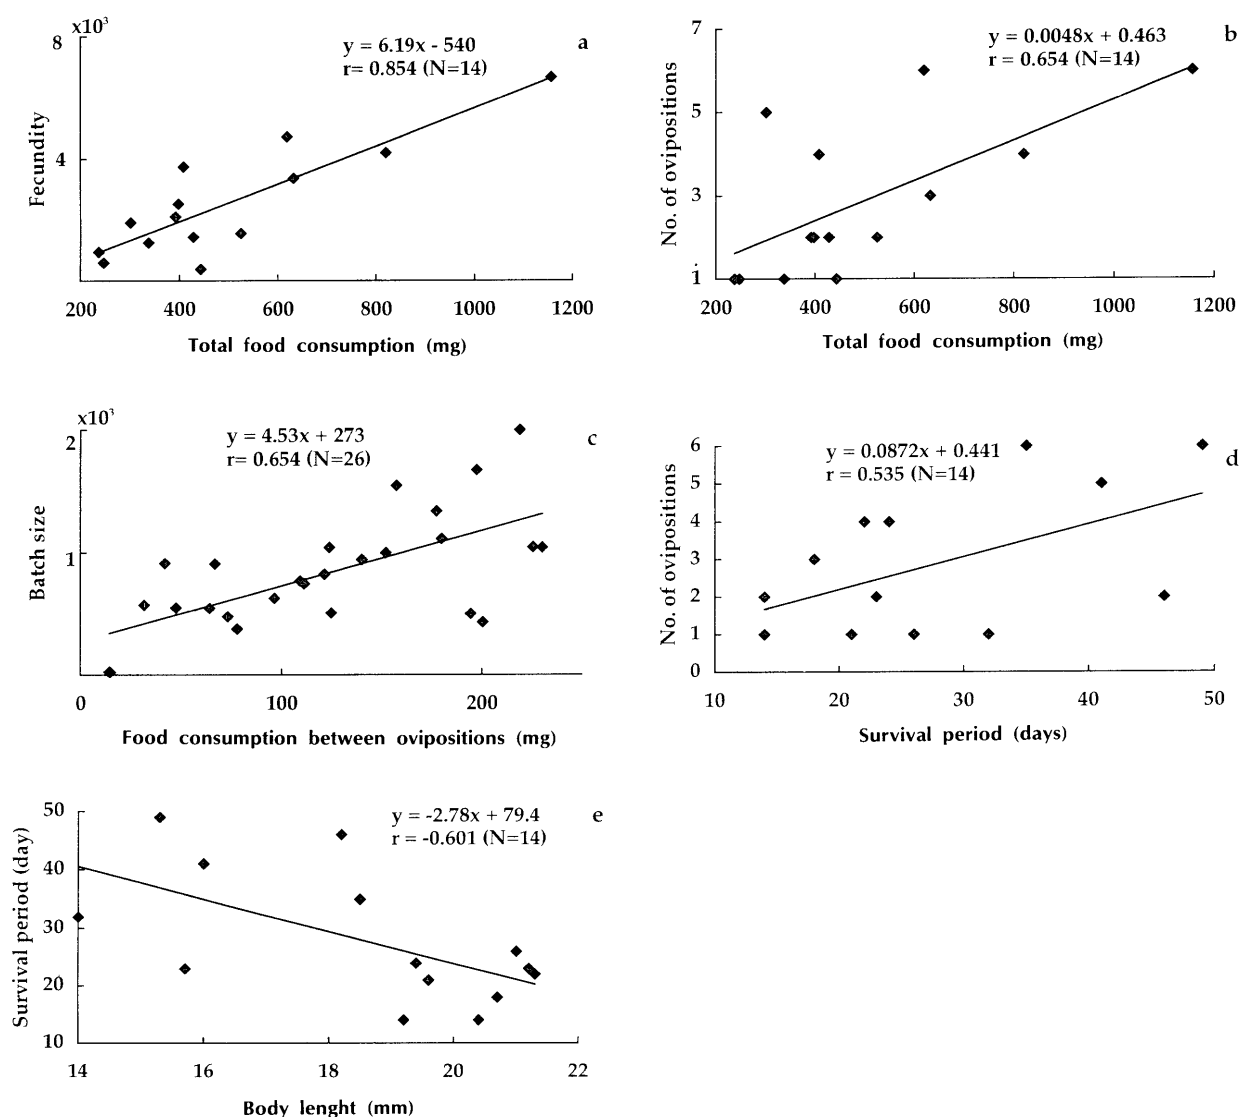 x10³
8
4
Fecundity
y = 6.19x - 540
r= 0.854 (N=14)
a
200 400 600 800 1000 1200
Total food consumption (mg)
7
5
3
1
No. of ovipositions
y = 0.0048x + 0.463
r = 0.654 (N=14)
b
200 400 600 800 1000 1200
Total food consumption (mg)
x10³
2
1
Batch size
y = 4.53x + 273
r= 0.654 (N=26)
c
0 100 200
Food consumption between ovipositions (mg)
6
5
4
3
2
1
0
No. of ovipositions
y = 0.0872x + 0.441
r = 0.535 (N=14)
d
10 20 30 40 50
Survival period (days)
50
40
30
20
10
Survival period (day)
y = -2.78x + 79.4
r = -0.601 (N=14)
e
14 16 18 20 22
Body lenght (mm)